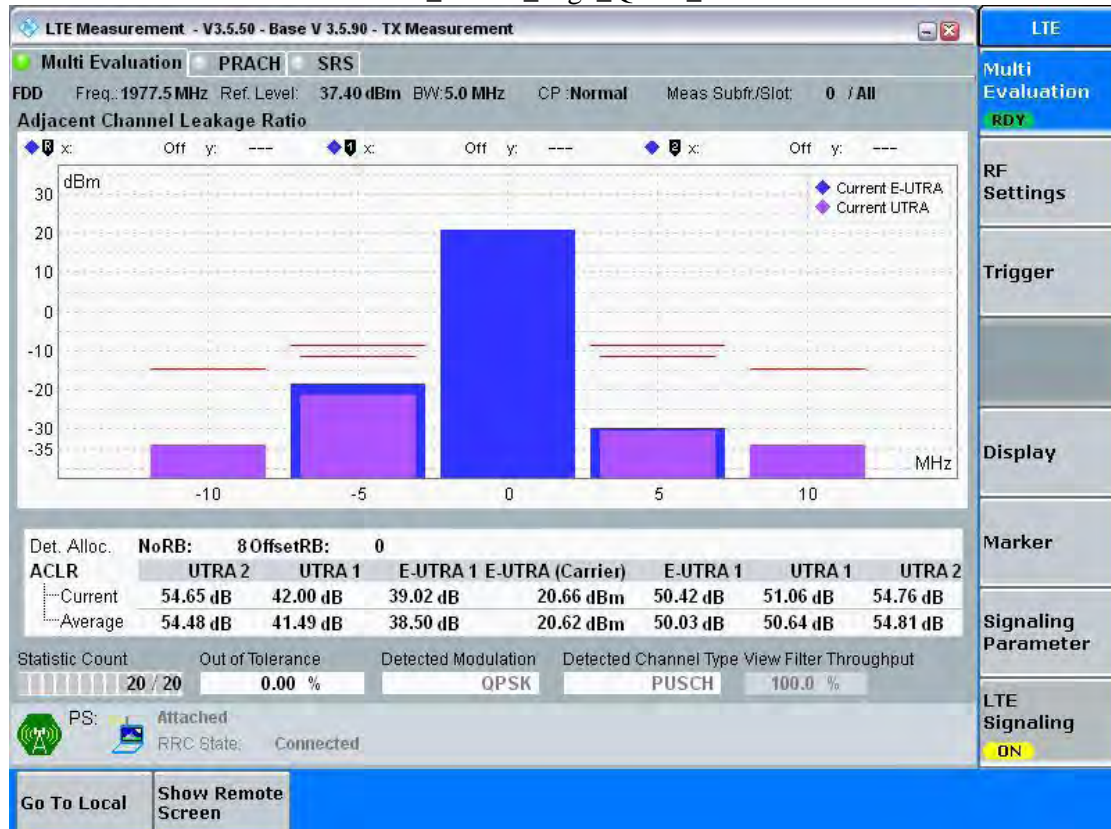 LTE Measurement - V3.5.50 - Base V 3.5.90 - TX Measurement
LTE
Multi Evaluation PRACH SRS
FDD Freq.: 1977.5 MHz Ref. Level: 37.40 dBm BW: 5.0 MHz CP : Normal Meas Subfr./Slot: 0 / All
Adjacent Channel Leakage Ratio
R x: Off y: --- 1 x: Off y: --- 2 x: Off y: ---
dBm
Current E-UTRA
Current UTRA
30
20
10
0
-10
-20
-30
-35
MHz
-10 -5 0 5 10
Det. Alloc. NoRB: 8 OffsetRB: 0
ACLR UTRA 2 UTRA 1 E-UTRA 1 E-UTRA (Carrier) E-UTRA 1 UTRA 1 UTRA 2
Current 54.65 dB 42.00 dB 39.02 dB 20.66 dBm 50.42 dB 51.06 dB 54.76 dB
Average 54.48 dB 41.49 dB 38.50 dB 20.62 dBm 50.03 dB 50.64 dB 54.81 dB
Statistic Count Out of Tolerance Detected Modulation Detected Channel Type View Filter Throughput
20 / 20 0.00 % QPSK PUSCH 100.0 %
PS: Attached
RRC State: Connected
Go To Local
Show Remote
Screen
Multi
Evaluation
RDY
RF
Settings
Trigger
Display
Marker
Signaling
Parameter
LTE
Signaling
ON